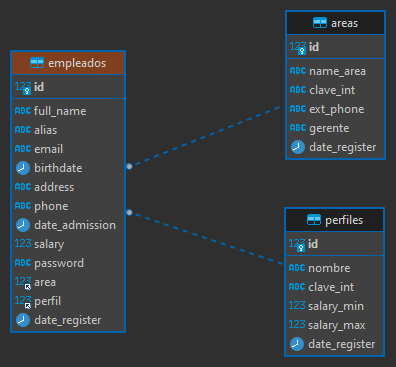 empleados
123 id
ABC full_name
ABC alias
ABC email
birthdate
ABC address
ABC phone
date_admission
123 salary
ABC password
123 area
123 perfil
date_register
areas
123 id
ABC name_area
ABC clave_int
ABC ext_phone
ABC gerente
date_register
perfiles
123 id
ABC nombre
ABC clave_int
123 salary_min
123 salary_max
date_register